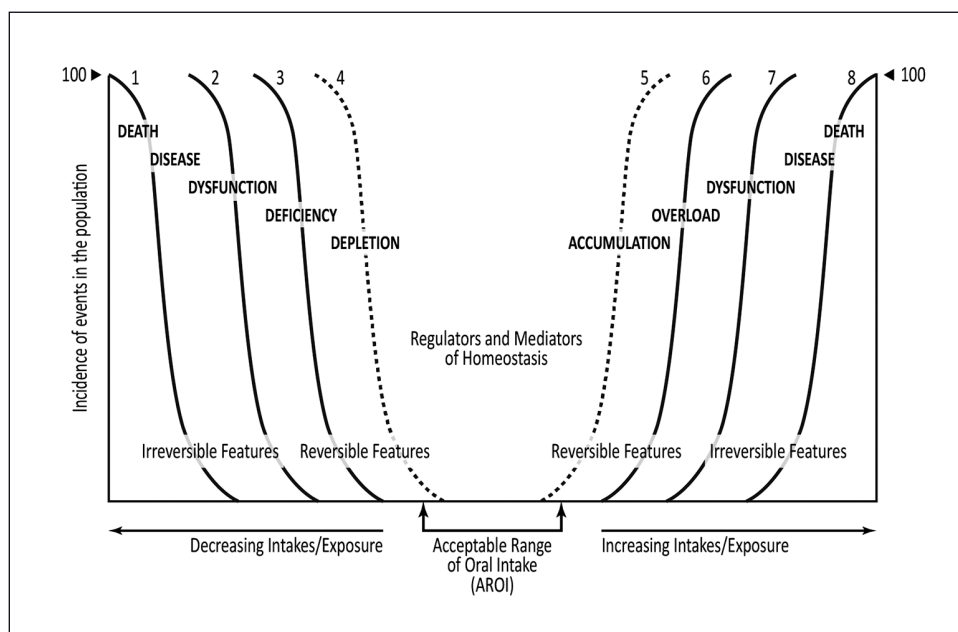 100 ► 1 2 3 4 5 6 7 8 ◄ 100
DEATH DEATH
DISEASE DISEASE
DYSFUNCTION DYSFUNCTION
DEFICIENCY OVERLOAD
DEPLETION ACCUMULATION
Incidence of events in the population
Regulators and Mediators
of Homeostasis
Irreversible Features Reversible Features Reversible Features Irreversible Features
Decreasing Intakes/Exposure
Acceptable Range
of Oral Intake
(AROI)
Increasing Intakes/Exposure